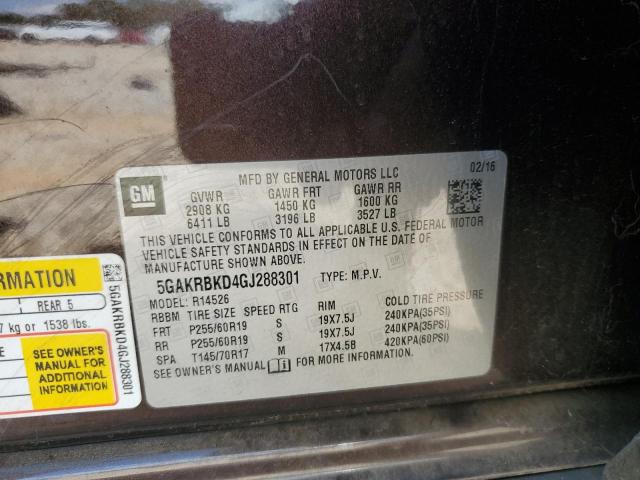 MFD BY GENERAL MOTORS LLC
02/16
GM
GVWR GAWR FRT GAWR RR
2908 KG 1450 KG 1600 KG
6411 LB 3196 LB 3527 LB
THIS VEHICLE CONFORMS TO ALL APPLICABLE U.S. FEDERAL MOTOR
VEHICLE SAFETY STANDARDS IN EFFECT ON THE DATE OF
MANUFACTURE SHOWN ABOVE.
5GAKRBKD4GJ288301 TYPE: M.P.V.
MODEL: R14526
RBBM TIRE SIZE SPEED RTG RIM COLD TIRE PRESSURE
FRT P255/60R19 S 19X7.5J 240KPA(35PSI)
RR P255/60R19 S 19X7.5J 240KPA(35PSI)
SPA T145/70R17 M 17X4.5B 420KPA(60PSI)
SEE OWNER'S MANUAL FOR MORE INFORMATION.
ORMATION
REAR 5
7 kg or 1538 lbs.
SEE OWNER'S
MANUAL FOR
ADDITIONAL
INFORMATION
5GAKRBKD4GJ288301